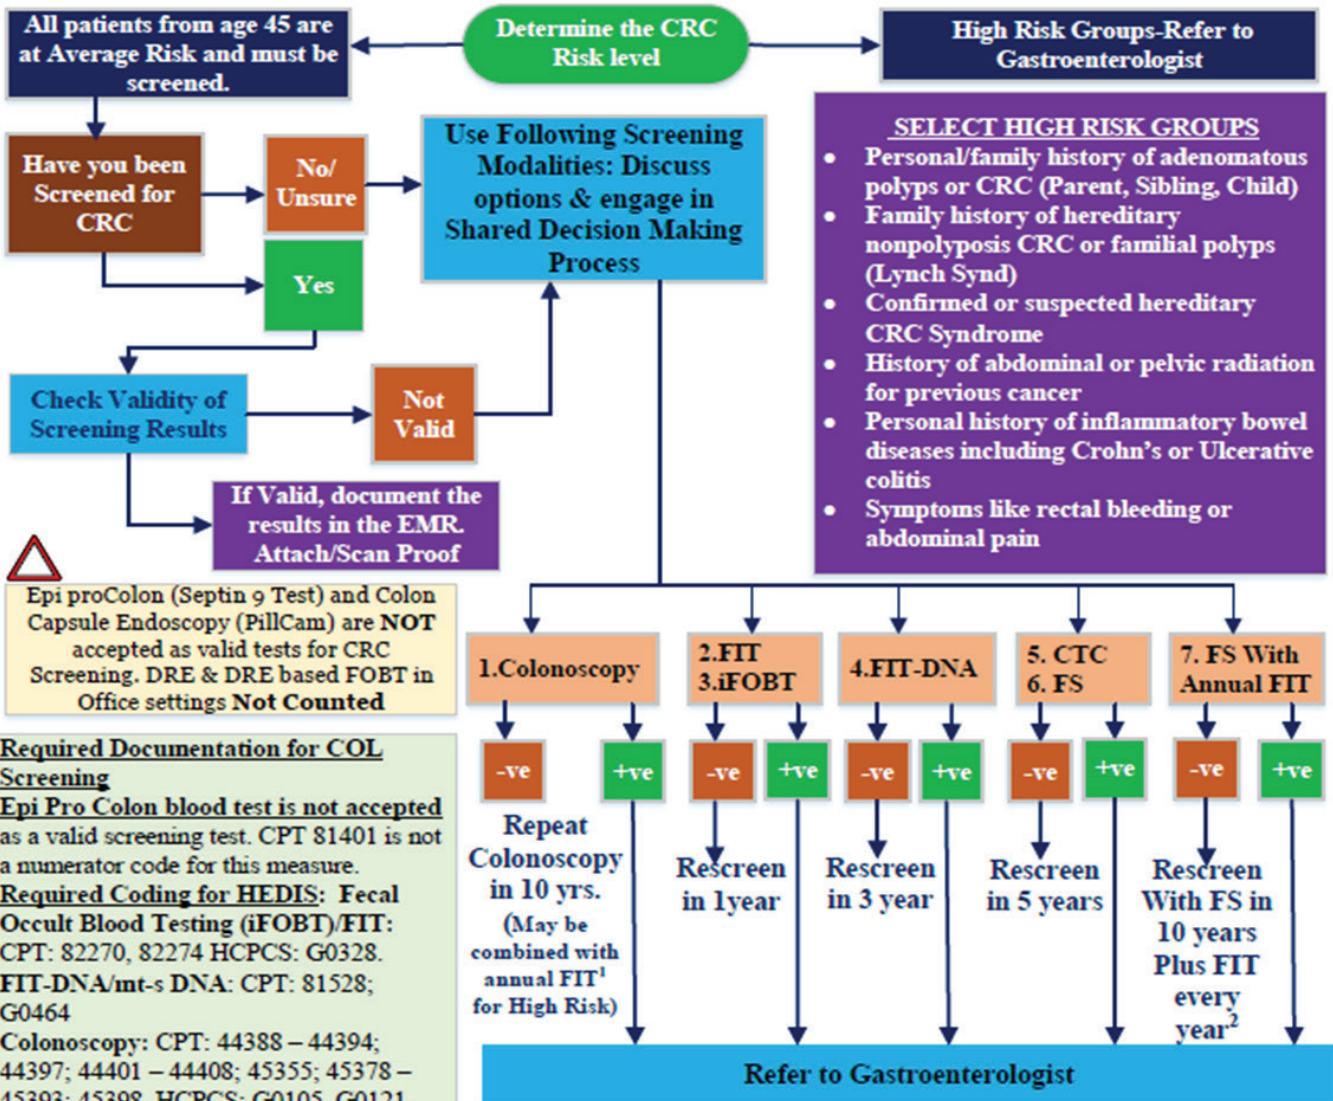 All patients from age 45 are
at Average Risk and must be
screened.
Determine the CRC
Risk level
High Risk Groups-Refer to
Gastroenterologist
Have you been
Screened for
CRC
No/
Unsure
Yes
Use Following Screening
Modalities: Discuss
options & engage in
Shared Decision Making
Process
SELECT HIGH RISK GROUPS
• Personal/family history of adenomatous
polyps or CRC (Parent, Sibling, Child)
• Family history of hereditary
nonpolyposis CRC or familial polyps
(Lynch Synd)
• Confirmed or suspected hereditary
CRC Syndrome
• History of abdominal or pelvic radiation
for previous cancer
• Personal history of inflammatory bowel
diseases including Crohn's or Ulcerative
colitis
• Symptoms like rectal bleeding or
abdominal pain
Check Validity of
Screening Results
Not
Valid
If Valid, document the
results in the EMR.
Attach/Scan Proof
Epi proColon (Septin 9 Test) and Colon
Capsule Endoscopy (PillCam) are NOT
accepted as valid tests for CRC
Screening. DRE & DRE based FOBT in
Office settings Not Counted
Required Documentation for COL
Screening
Epi Pro Colon blood test is not accepted
as a valid screening test. CPT 81401 is not
a numerator code for this measure.
Required Coding for HEDIS: Fecal
Occult Blood Testing (iFOBT)/FIT:
CPT: 82270, 82274 HCPCS: G0328.
FIT-DNA/mt-s DNA: CPT: 81528;
G0464
Colonoscopy: CPT: 44388 – 44394;
44397; 44401 – 44408; 45355; 45378 –
45393; 45398, HCPCS: G0105, G0121
1.Colonoscopy
-ve
+ve
Repeat
Colonoscopy
in 10 yrs.
(May be
combined with
annual FIT¹
for High Risk)
2.FIT
3.iFOBT
-ve
+ve
Rescreen
in 1year
4.FIT-DNA
-ve
+ve
Rescreen
in 3 year
5. CTC
6. FS
-ve
+ve
Rescreen
in 5 years
7. FS With
Annual FIT
-ve
+ve
Rescreen
With FS in
10 years
Plus FIT
every
year²
Refer to Gastroenterologist